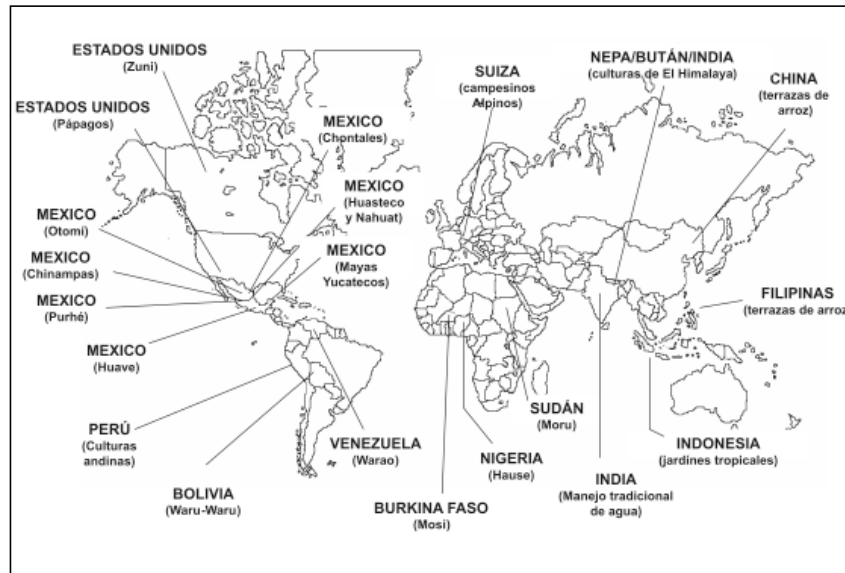 ESTADOS UNIDOS
(Zuni)
ESTADOS UNIDOS
(Pápagos)
MEXICO
(Chontales)
MEXICO
(Huasteco
y Nahuat)
MEXICO
(Otomí)
MEXICO
(Chinampas)
MEXICO
(Mayas
Yucatecos)
MEXICO
(Purhé)
MEXICO
(Huave)
PERÚ
(Culturas
andinas)
BOLIVIA
(Waru-Waru)
VENEZUELA
(Warao)
SUIZA
(campesinos
Alpinos)
NEPA/BUTÁN/INDIA
(culturas de El Himalaya)
CHINA
(terrazas de
arroz)
FILIPINAS
(terrazas de arroz)
SUDÁN
(Moru)
NIGERIA
(Hause)
BURKINA FASO
(Mosi)
INDIA
(Manejo tradicional
de agua)
INDONESIA
(jardines tropicales)